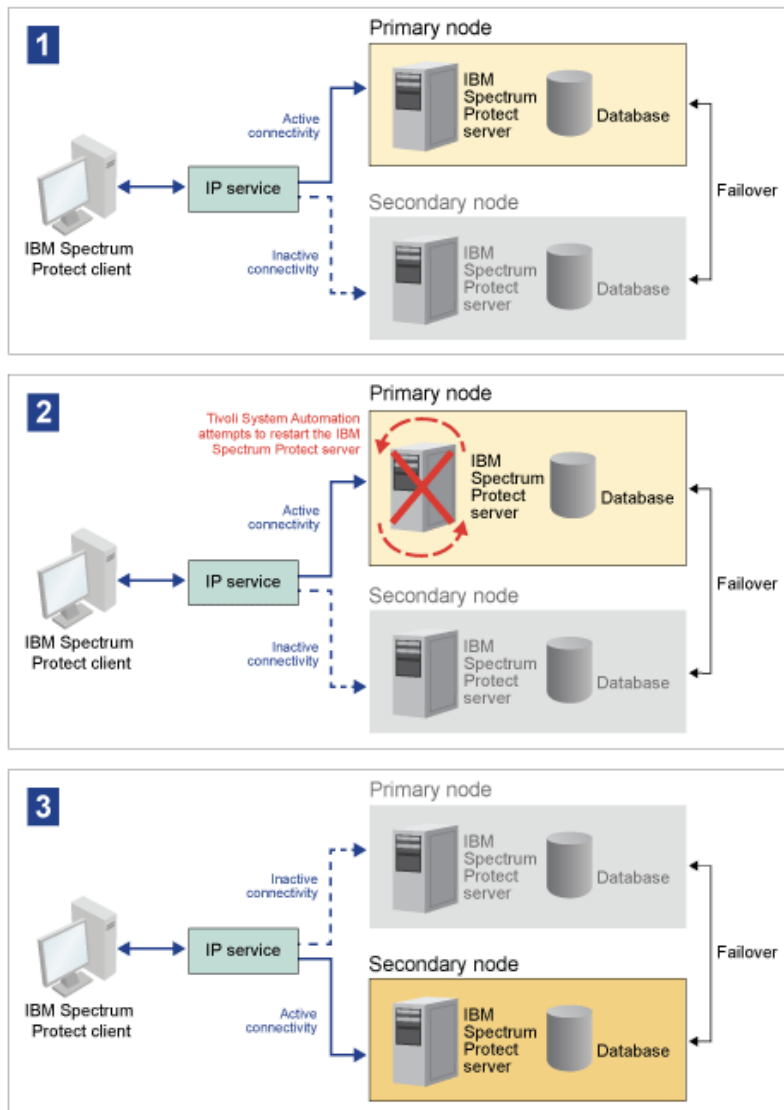 1
Primary node
IBM
Spectrum
Protect
server
Database
Active
connectivity
IP service
Failover
IBM Spectrum
Protect client
Inactive
connectivity
Secondary node
IBM
Spectrum
Protect
server
Database
2
Primary node
Tivoli System Automation
attempts to restart the IBM
Spectrum Protect server
IBM
Spectrum
Protect
server
Database
Active
connectivity
IP service
Failover
IBM Spectrum
Protect client
Inactive
connectivity
Secondary node
IBM
Spectrum
Protect
server
Database
3
Primary node
IBM
Spectrum
Protect
server
Database
Inactive
connectivity
IP service
Failover
IBM Spectrum
Protect client
Active
connectivity
Secondary node
IBM
Spectrum
Protect
server
Database